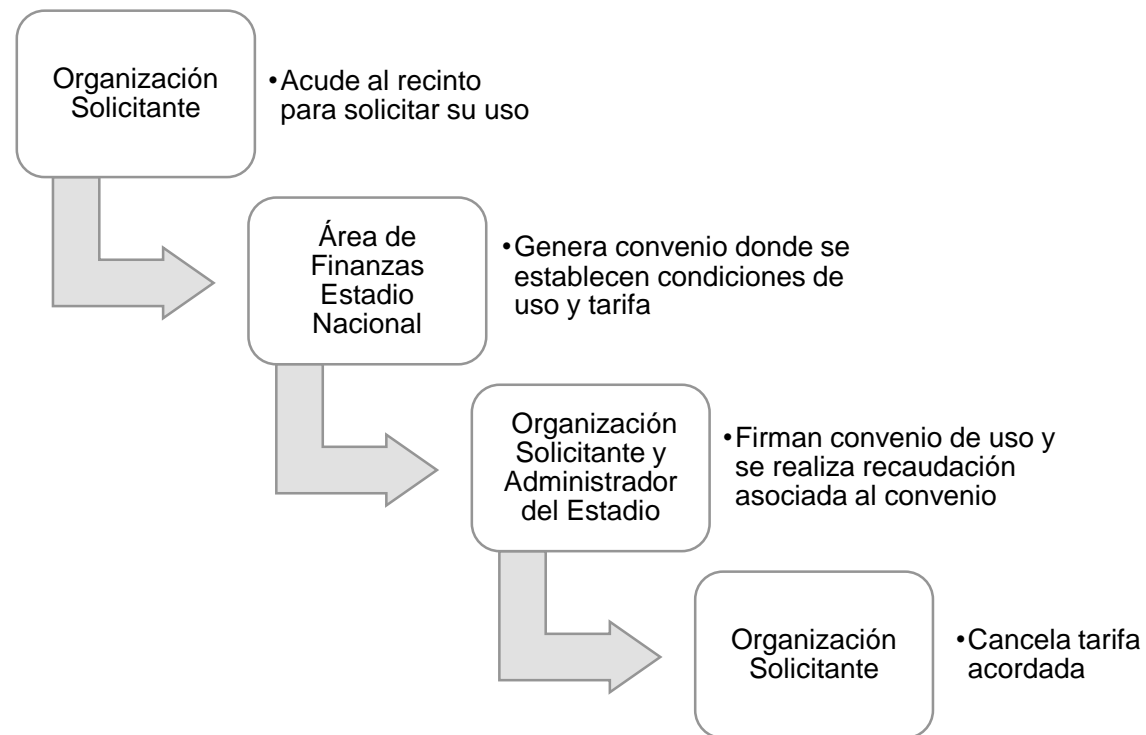 Organización
Solicitante
•Acude al recinto
para solicitar su uso
Área de
Finanzas
Estadio
Nacional
•Genera convenio donde se
establecen condiciones de
uso y tarifa
Organización
Solicitante y
Administrador
del Estadio
•Firman convenio de uso y
se realiza recaudación
asociada al convenio
Organización
Solicitante
•Cancela tarifa
acordada